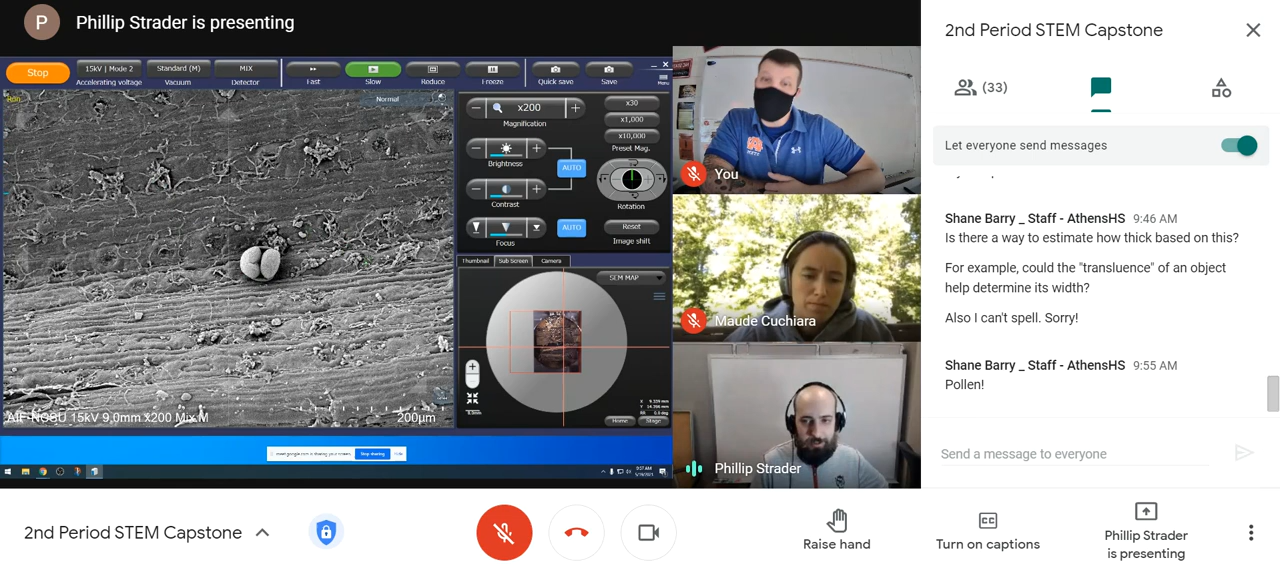 P
Phillip Strader is presenting
2nd Period STEM Capstone
(33)
Let everyone send messages
Shane Barry _ Staff - AthensHS 9:46 AM
Is there a way to estimate how thick based on this?
For example, could the "transluence" of an object
help determine its width?
Also I can't spell. Sorry!
Shane Barry _ Staff - AthensHS 9:55 AM
Pollen!
Send a message to everyone
Stop
15kV | Mode 2
Accelerating voltage
Standard (M)
Vacuum
MIX
Detector
Fast
Slow
Reduce
Freeze
Quick save
Save
Menu
Normal
x200
Magnification
x30
x1,000
x10,000
Preset Mag.
Brightness
AUTO
Contrast
Rotation
AUTO
Focus
Reset
Image shift
Thumbnail
Sub Screen
Camera
SEM MAP
Home
Stage
AIF-NCSU 15kV 9.0mm x200 Mix.M
200μm
Stop sharing
Hide
You
Maude Cuchiara
Phillip Strader
2nd Period STEM Capstone
Raise hand
CC
Turn on captions
Phillip Strader
is presenting